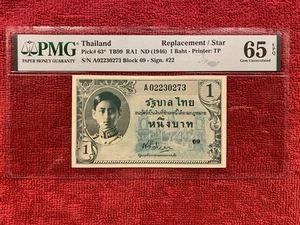 PMG
PAPER MONEY GUARANTY
Thailand Replacement / Star
Pick# 63* TB99 RA1 ND (1946) 1 Baht - Printer: TP
S/N A02230273 Block 69 - Sign. #22
65 EPQ
Gem Uncirculated
A02230273
1
รัฐบาลไทย
หนึ่งบาท
69
1